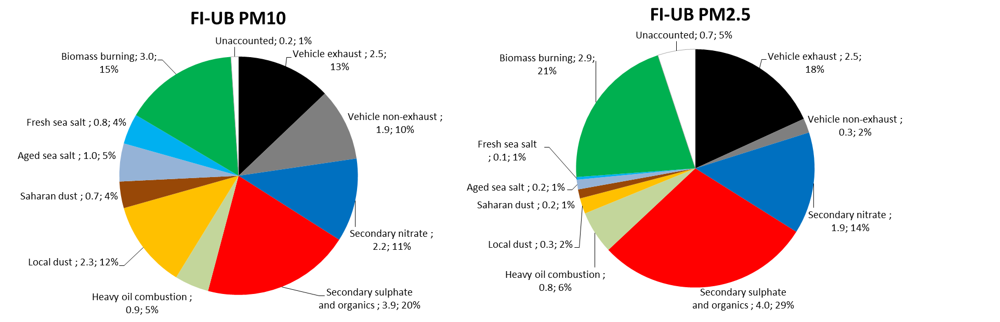 FI-UB PM10
Unaccounted; 0.2; 1%
Vehicle exhaust ; 2.5;
13%
Vehicle non-exhaust ;
1.9; 10%
Secondary nitrate ;
2.2; 11%
Secondary sulphate
and organics ; 3.9; 20%
Heavy oil combustion ;
0.9; 5%
Local dust ; 2.3; 12%
Saharan dust ; 0.7; 4%
Aged sea salt ; 1.0; 5%
Fresh sea salt ; 0.8; 4%
Biomass burning; 3.0;
15%
FI-UB PM2.5
Unaccounted; 0.7; 5%
Vehicle exhaust ; 2.5;
18%
Vehicle non-exhaust ;
0.3; 2%
Secondary nitrate ;
1.9; 14%
Secondary sulphate
and organics ; 4.0; 29%
Heavy oil combustion ;
0.8; 6%
Local dust ; 0.3; 2%
Saharan dust ; 0.2; 1%
Aged sea salt ; 0.2; 1%
Fresh sea salt
; 0.1; 1%
Biomass burning; 2.9;
21%